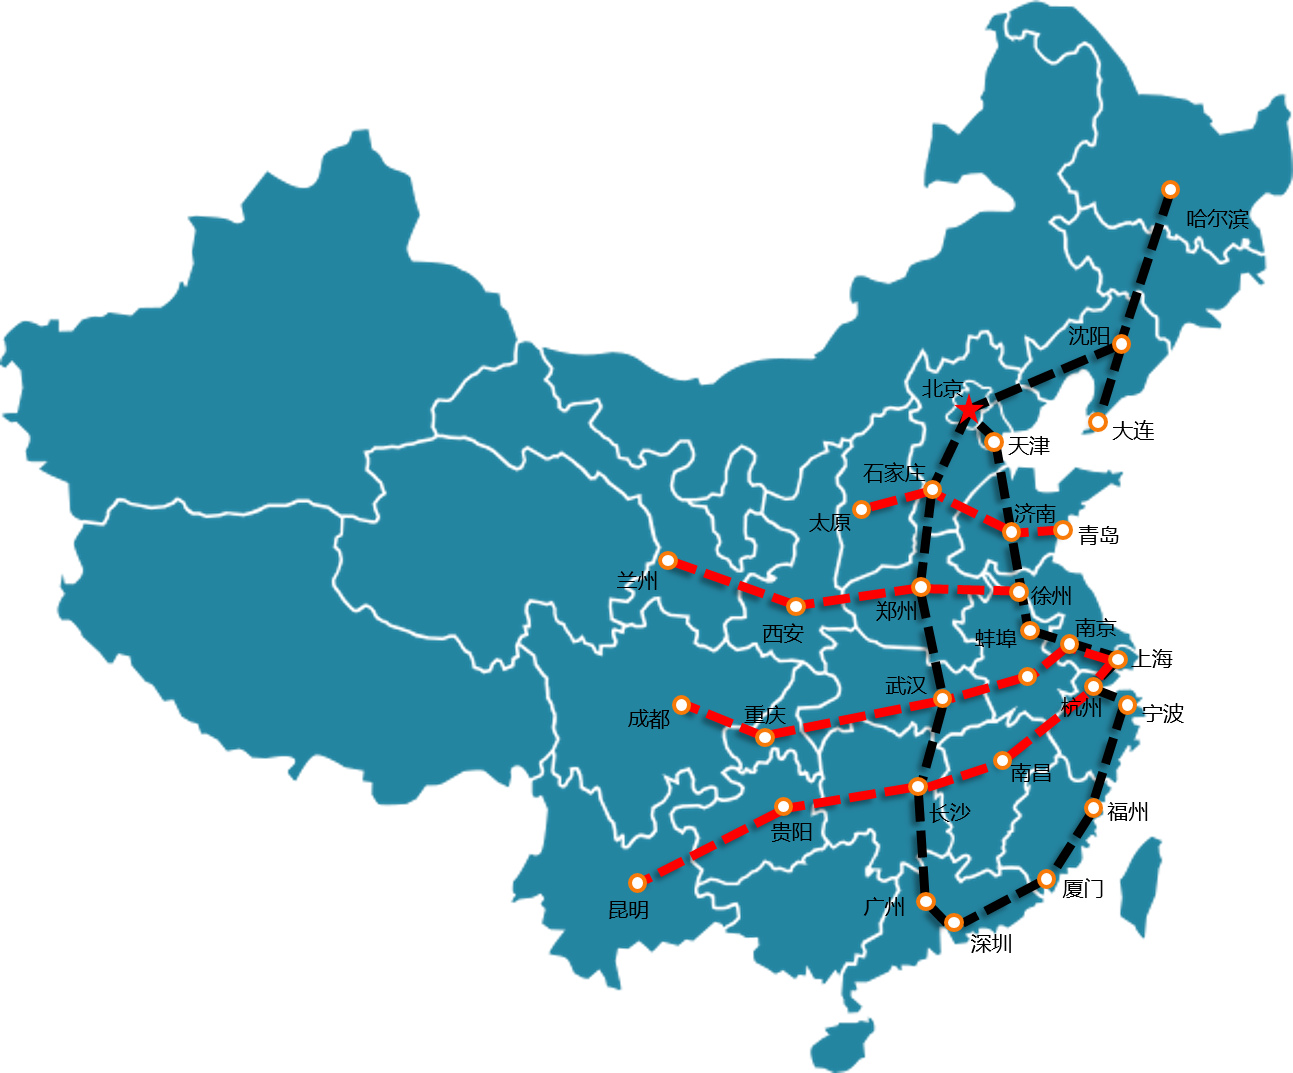 哈尔滨
沈阳
北京
大连
天津
石家庄
济南
太原
青岛
兰州
徐州
郑州
西安
南京
蚌埠
上海
武汉
杭州
宁波
成都
重庆
南昌
长沙
福州
贵阳
厦门
广州
昆明
深圳